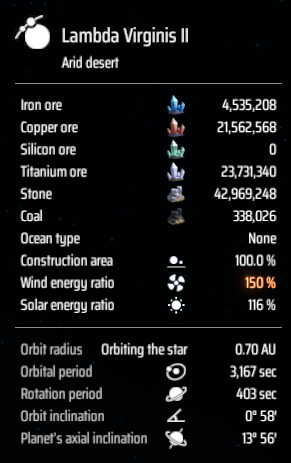 Lambda Virginis II
Arid desert
Iron ore 4,535,208
Copper ore 21,562,568
Silicon ore 0
Titanium ore 23,731,340
Stone 42,969,248
Coal 338,026
Ocean type None
Construction area 100.0 %
Wind energy ratio 150 %
Solar energy ratio 116 %
Orbit radius Orbiting the star 0.70 AU
Orbital period 3,167 sec
Rotation period 403 sec
Orbit inclination 0° 58'
Planet's axial inclination 13° 56'